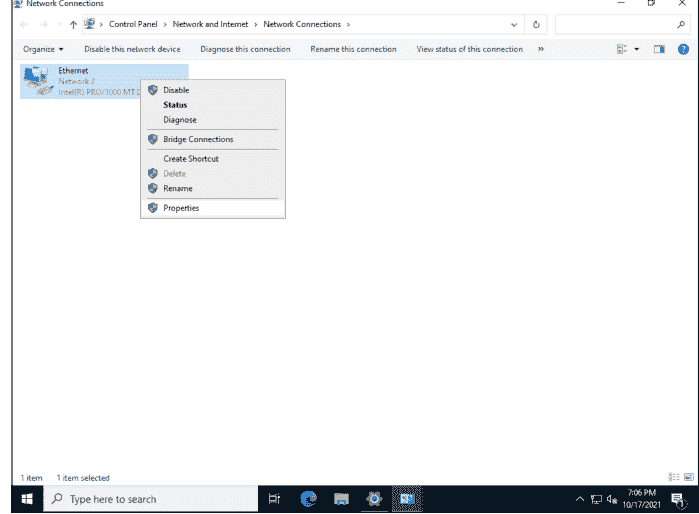 Network Connections
Control Panel > Network and Internet > Network Connections >
Organize Disable this network device Diagnose this connection Rename this connection View status of this connection »
Ethernet
Network 2
Intel(R) PRO/1000 MT
Disable
Status
Diagnose
Bridge Connections
Create Shortcut
Delete
Rename
Properties
1 item 1 item selected
Type here to search
7:06 PM
10/17/2021
1